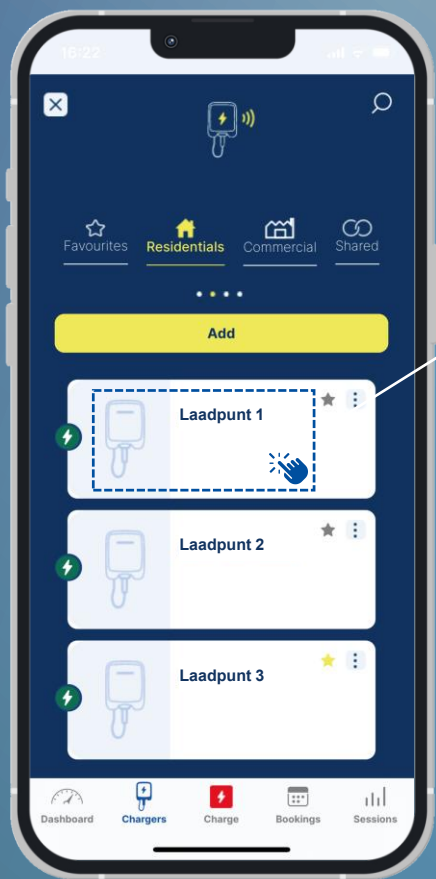 16:22
Favourites
Residentials
Commercial
Shared
Add
Laadpunt 1
Laadpunt 2
Laadpunt 3
Dashboard
Chargers
Charge
Bookings
Sessions